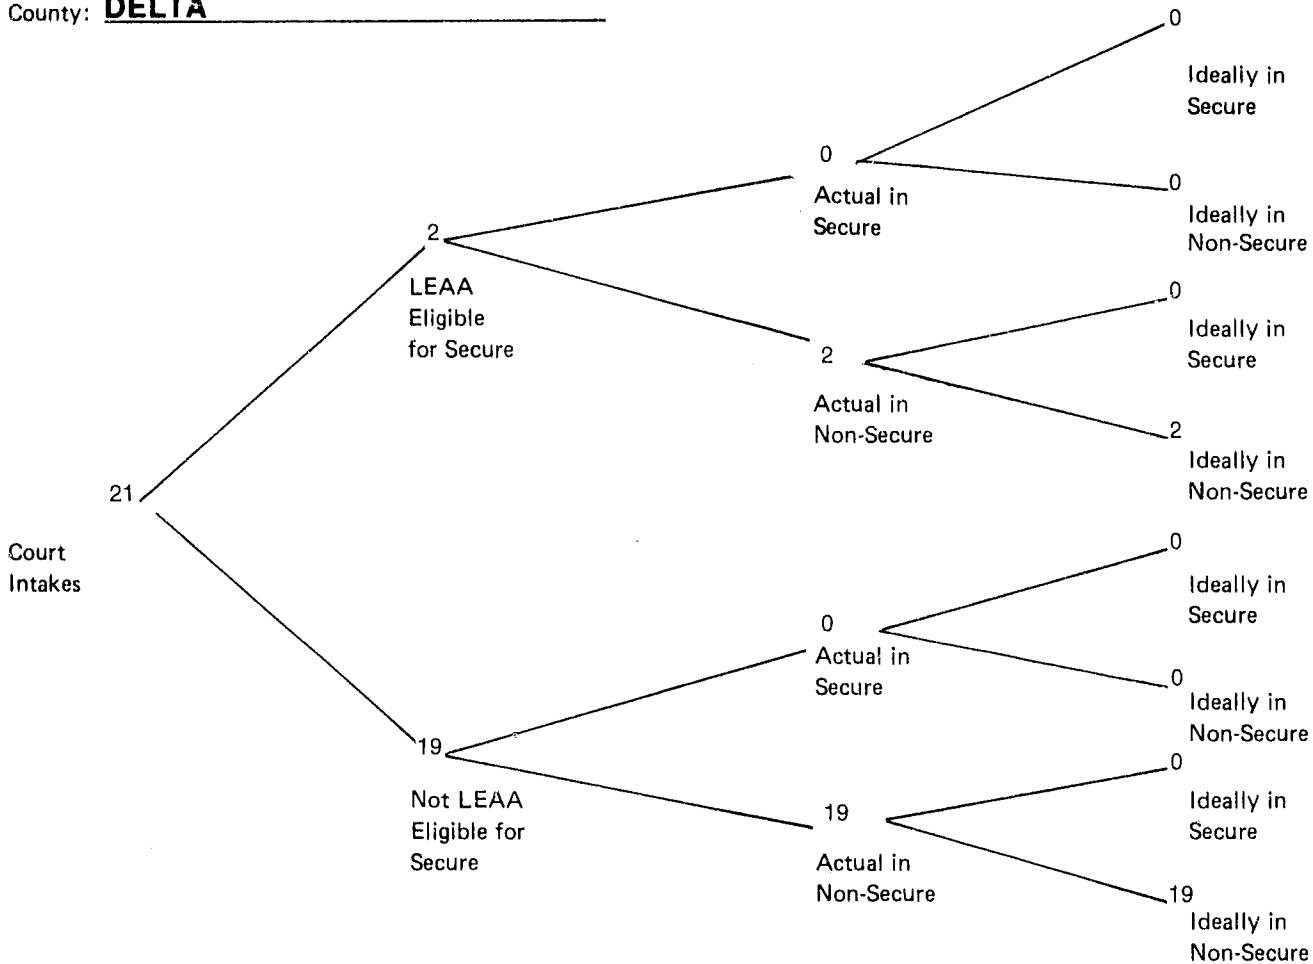 County: DELTA
0
Ideally in
Secure
0
Actual in
Secure
0
Ideally in
Non-Secure
2
LEAA
Eligible
for Secure
0
Ideally in
Secure
2
Actual in
Non-Secure
2
Ideally in
Non-Secure
21
Court
Intakes
0
Ideally in
Secure
0
Actual in
Secure
0
Ideally in
Non-Secure
19
Not LEAA
Eligible for
Secure
0
Ideally in
Secure
19
Actual in
Non-Secure
19
Ideally in
Non-Secure